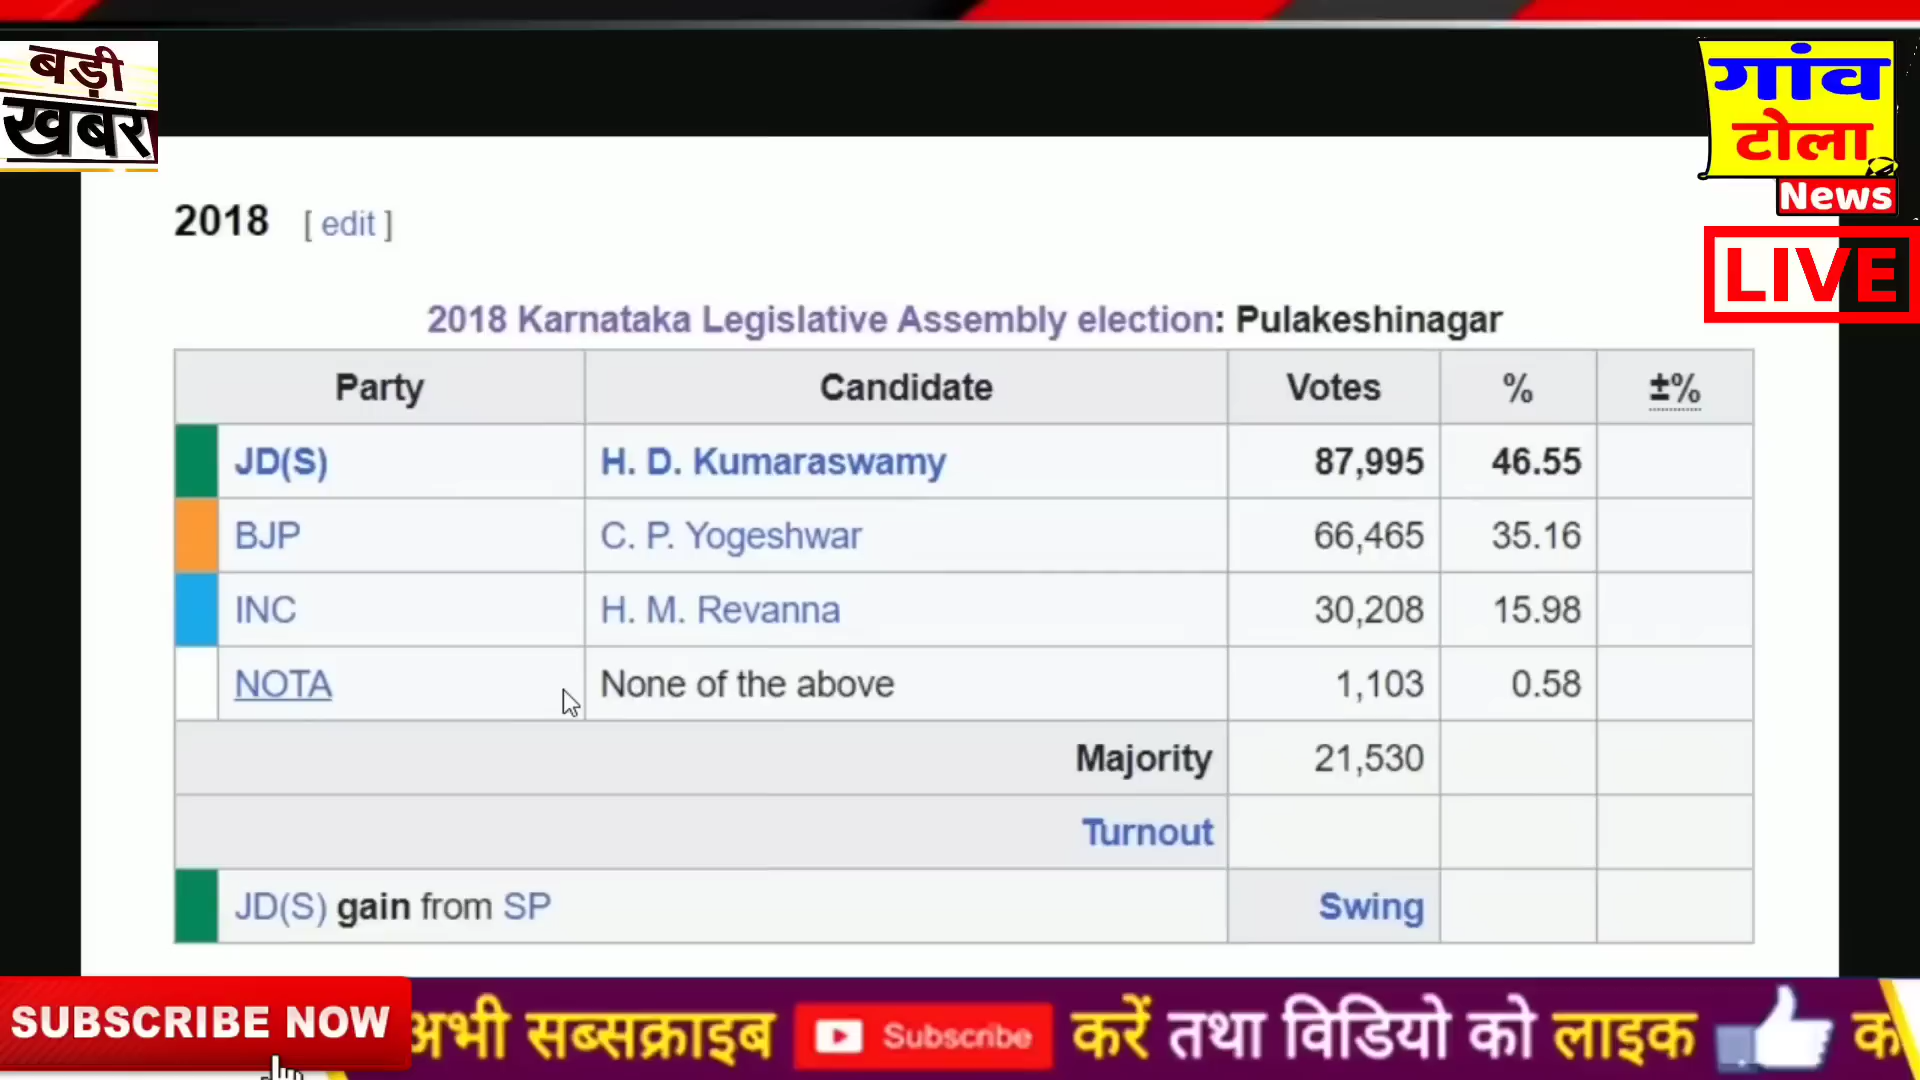 बड़ी
खबर
गांव
टोला
News
LIVE
2018 [ edit ]
2018 Karnataka Legislative Assembly election: Pulakeshinagar
Party Candidate Votes % ±%
JD(S) H. D. Kumaraswamy 87,995 46.55
BJP C. P. Yogeshwar 66,465 35.16
INC H. M. Revanna 30,208 15.98
NOTA None of the above 1,103 0.58
Majority 21,530
Turnout
JD(S) gain from SP Swing
SUBSCRIBE NOW अभी सब्सक्राइब Subscribe करें तथा विडियो को लाइक